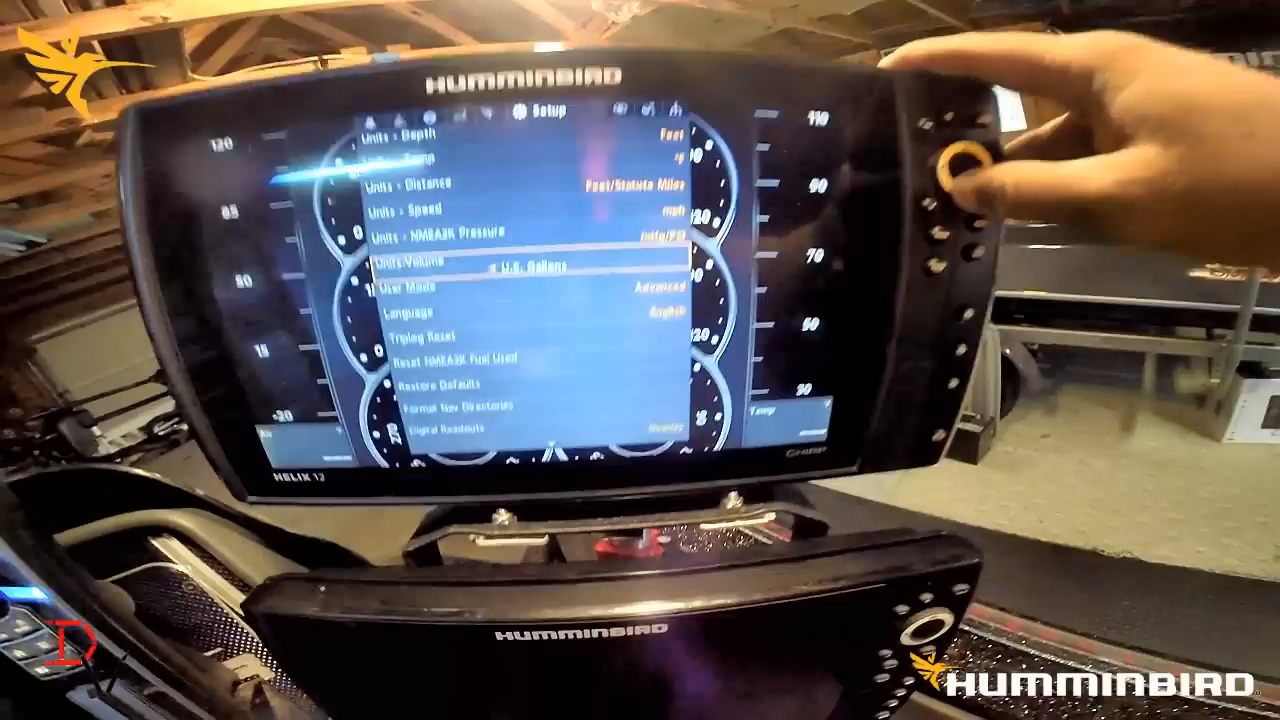 HUMMINBIRD
Setup
Units - Depth Feet
Units - Temp °F
Units - Distance Feet/Statute Miles
Units - Speed mph
Units - NMEA2K Pressure inHg/PSI
Units-Volume U.S. Gallons
User Mode Advanced
Language English
Triplog Reset
Reset NMEA2K Fuel Used
Restore Defaults
Format Nav Directories
Digital Readouts
120
85
50
15
-20
Air
110
90
70
50
30
Temp
HELIX 12
HUMMINBIRD
HUMMINBIRD